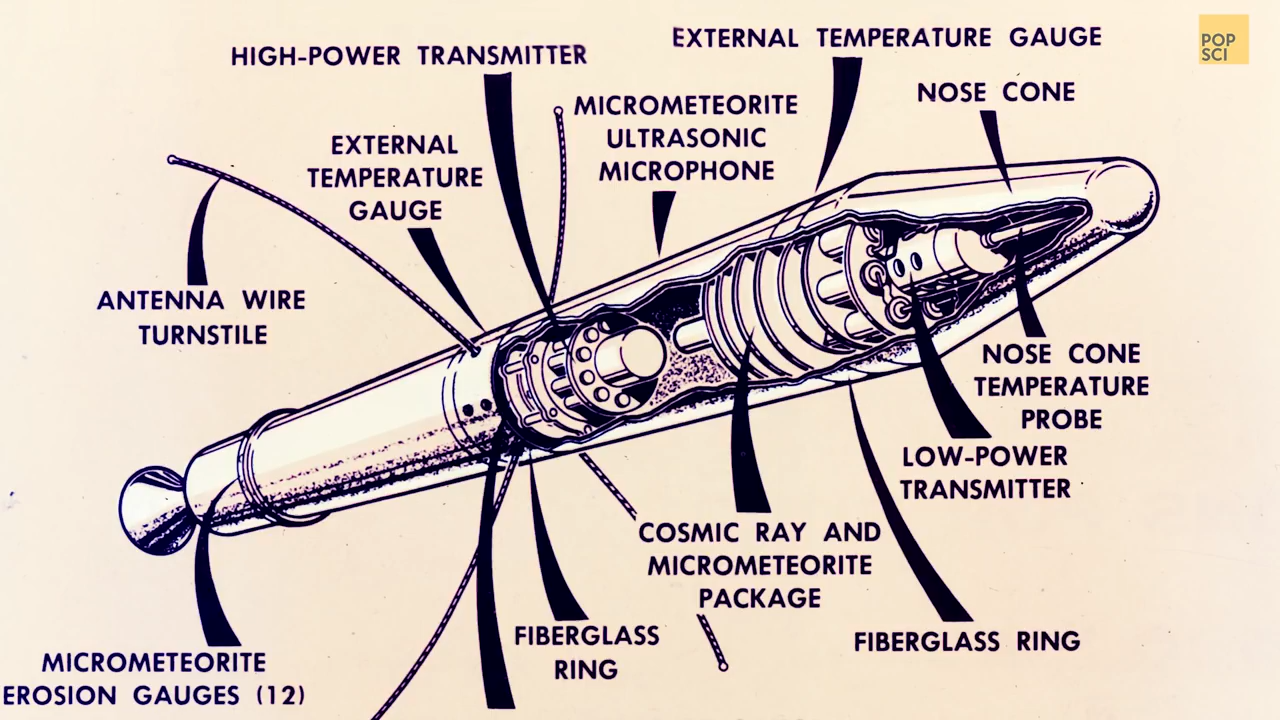 POP
SCI
HIGH-POWER TRANSMITTER
EXTERNAL TEMPERATURE GAUGE
NOSE CONE
MICROMETEORITE
ULTRASONIC
MICROPHONE
EXTERNAL
TEMPERATURE
GAUGE
ANTENNA WIRE
TURNSTILE
NOSE CONE
TEMPERATURE
PROBE
LOW-POWER
TRANSMITTER
COSMIC RAY AND
MICROMETEORITE
PACKAGE
FIBERGLASS
RING
FIBERGLASS RING
MICROMETEORITE
EROSION GAUGES (12)